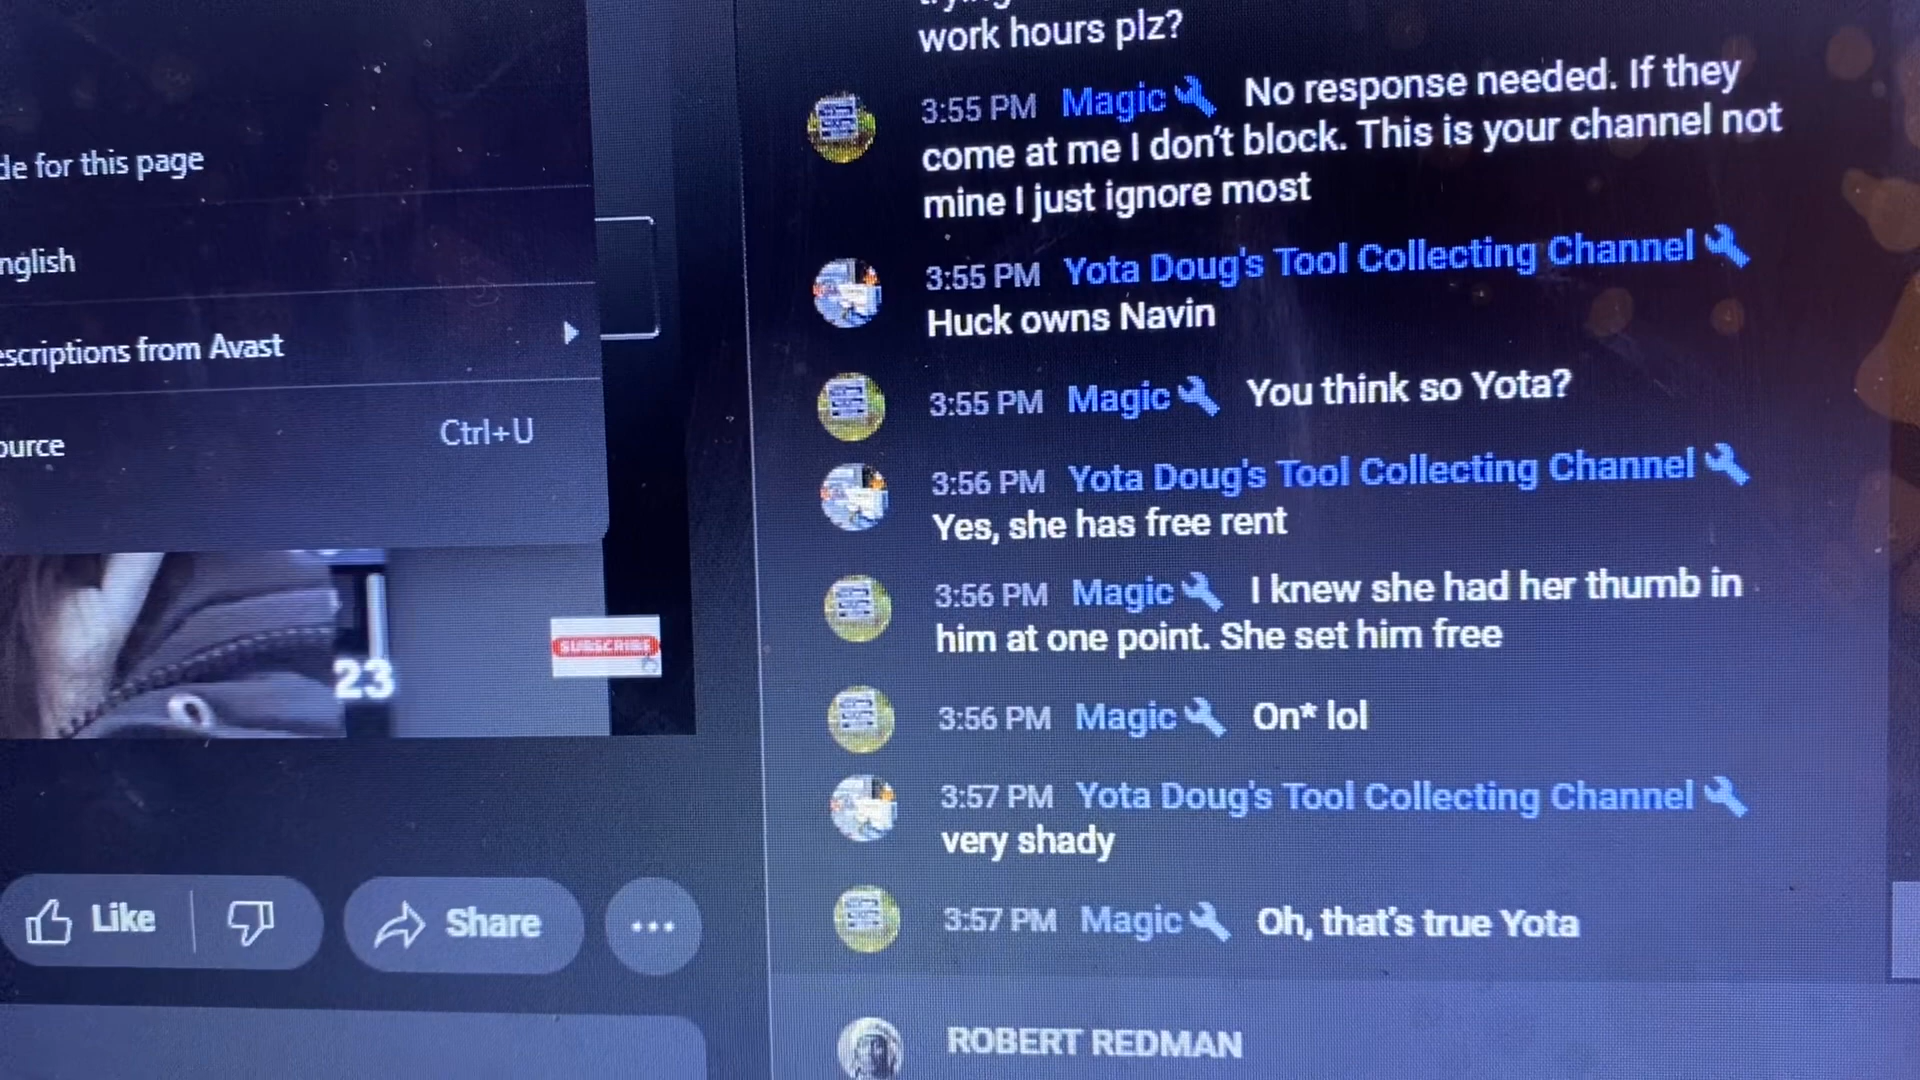 work hours plz?
3:55 PM Magic No response needed. If they
come at me I don't block. This is your channel not
mine I just ignore most
3:55 PM Yota Doug's Tool Collecting Channel
Huck owns Navin
3:55 PM Magic You think so Yota?
3:56 PM Yota Doug's Tool Collecting Channel
Yes, she has free rent
3:56 PM Magic I knew she had her thumb in
him at one point. She set him free
3:56 PM Magic On* lol
3:57 PM Yota Doug's Tool Collecting Channel
very shady
3:57 PM Magic Oh, that's true Yota
ROBERT REDMAN
de for this page
nglish
escriptions from Avast
ource Ctrl+U
23
SUBSCRIBE
Like
Share